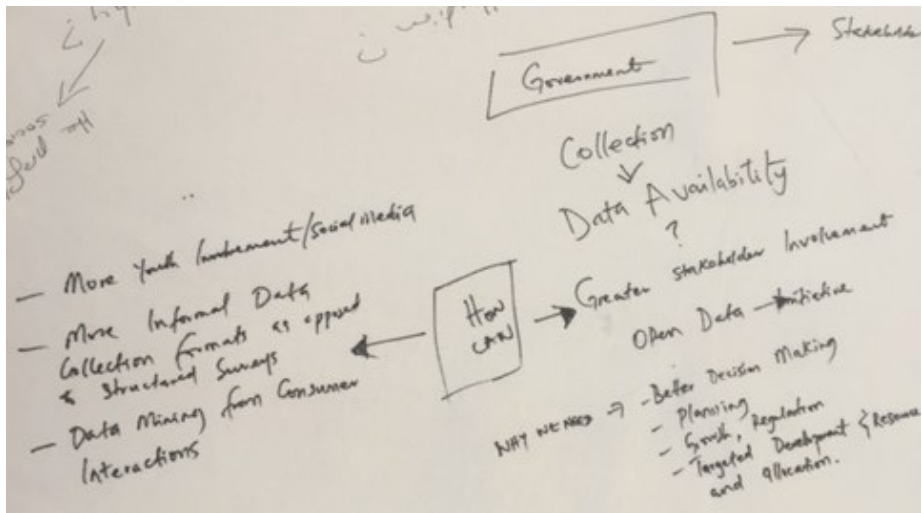 Government
Collection
Data Availability
?
Greater Stakeholder Involvement
Open Data Initiative
HOW
CAN
- More Youth Involvement/Social Media
- More Informal Data
Collection formats as opposed
to Structured Surveys
- Data Mining from Consumer
Interactions
WHY WE NEED → - Better Decision Making
- Planning
- Growth, Regulation
- Targeted Development & Resource
and allocation.